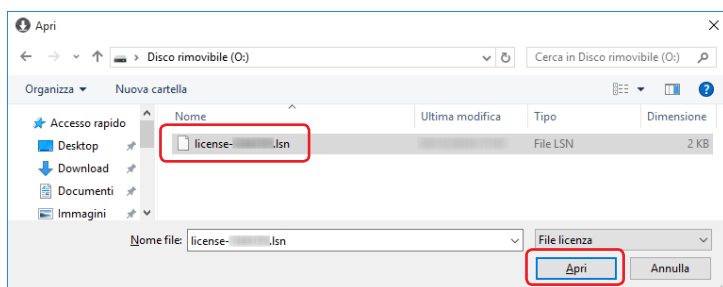 Apri
Disco rimovibile (O:)
Cerca in Disco rimovibile (O:)
Organizza
Nuova cartella
Nome
Ultima modifica
Tipo
Dimensione
Accesso rapido
Desktop
Download
Documenti
Immagini
license- .lsn
File LSN
2 KB
Nome file:
license- .lsn
File licenza
Apri
Annulla